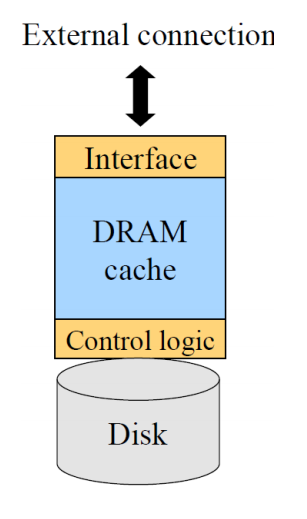 External connection
Interface
DRAM
cache
Control logic
Disk